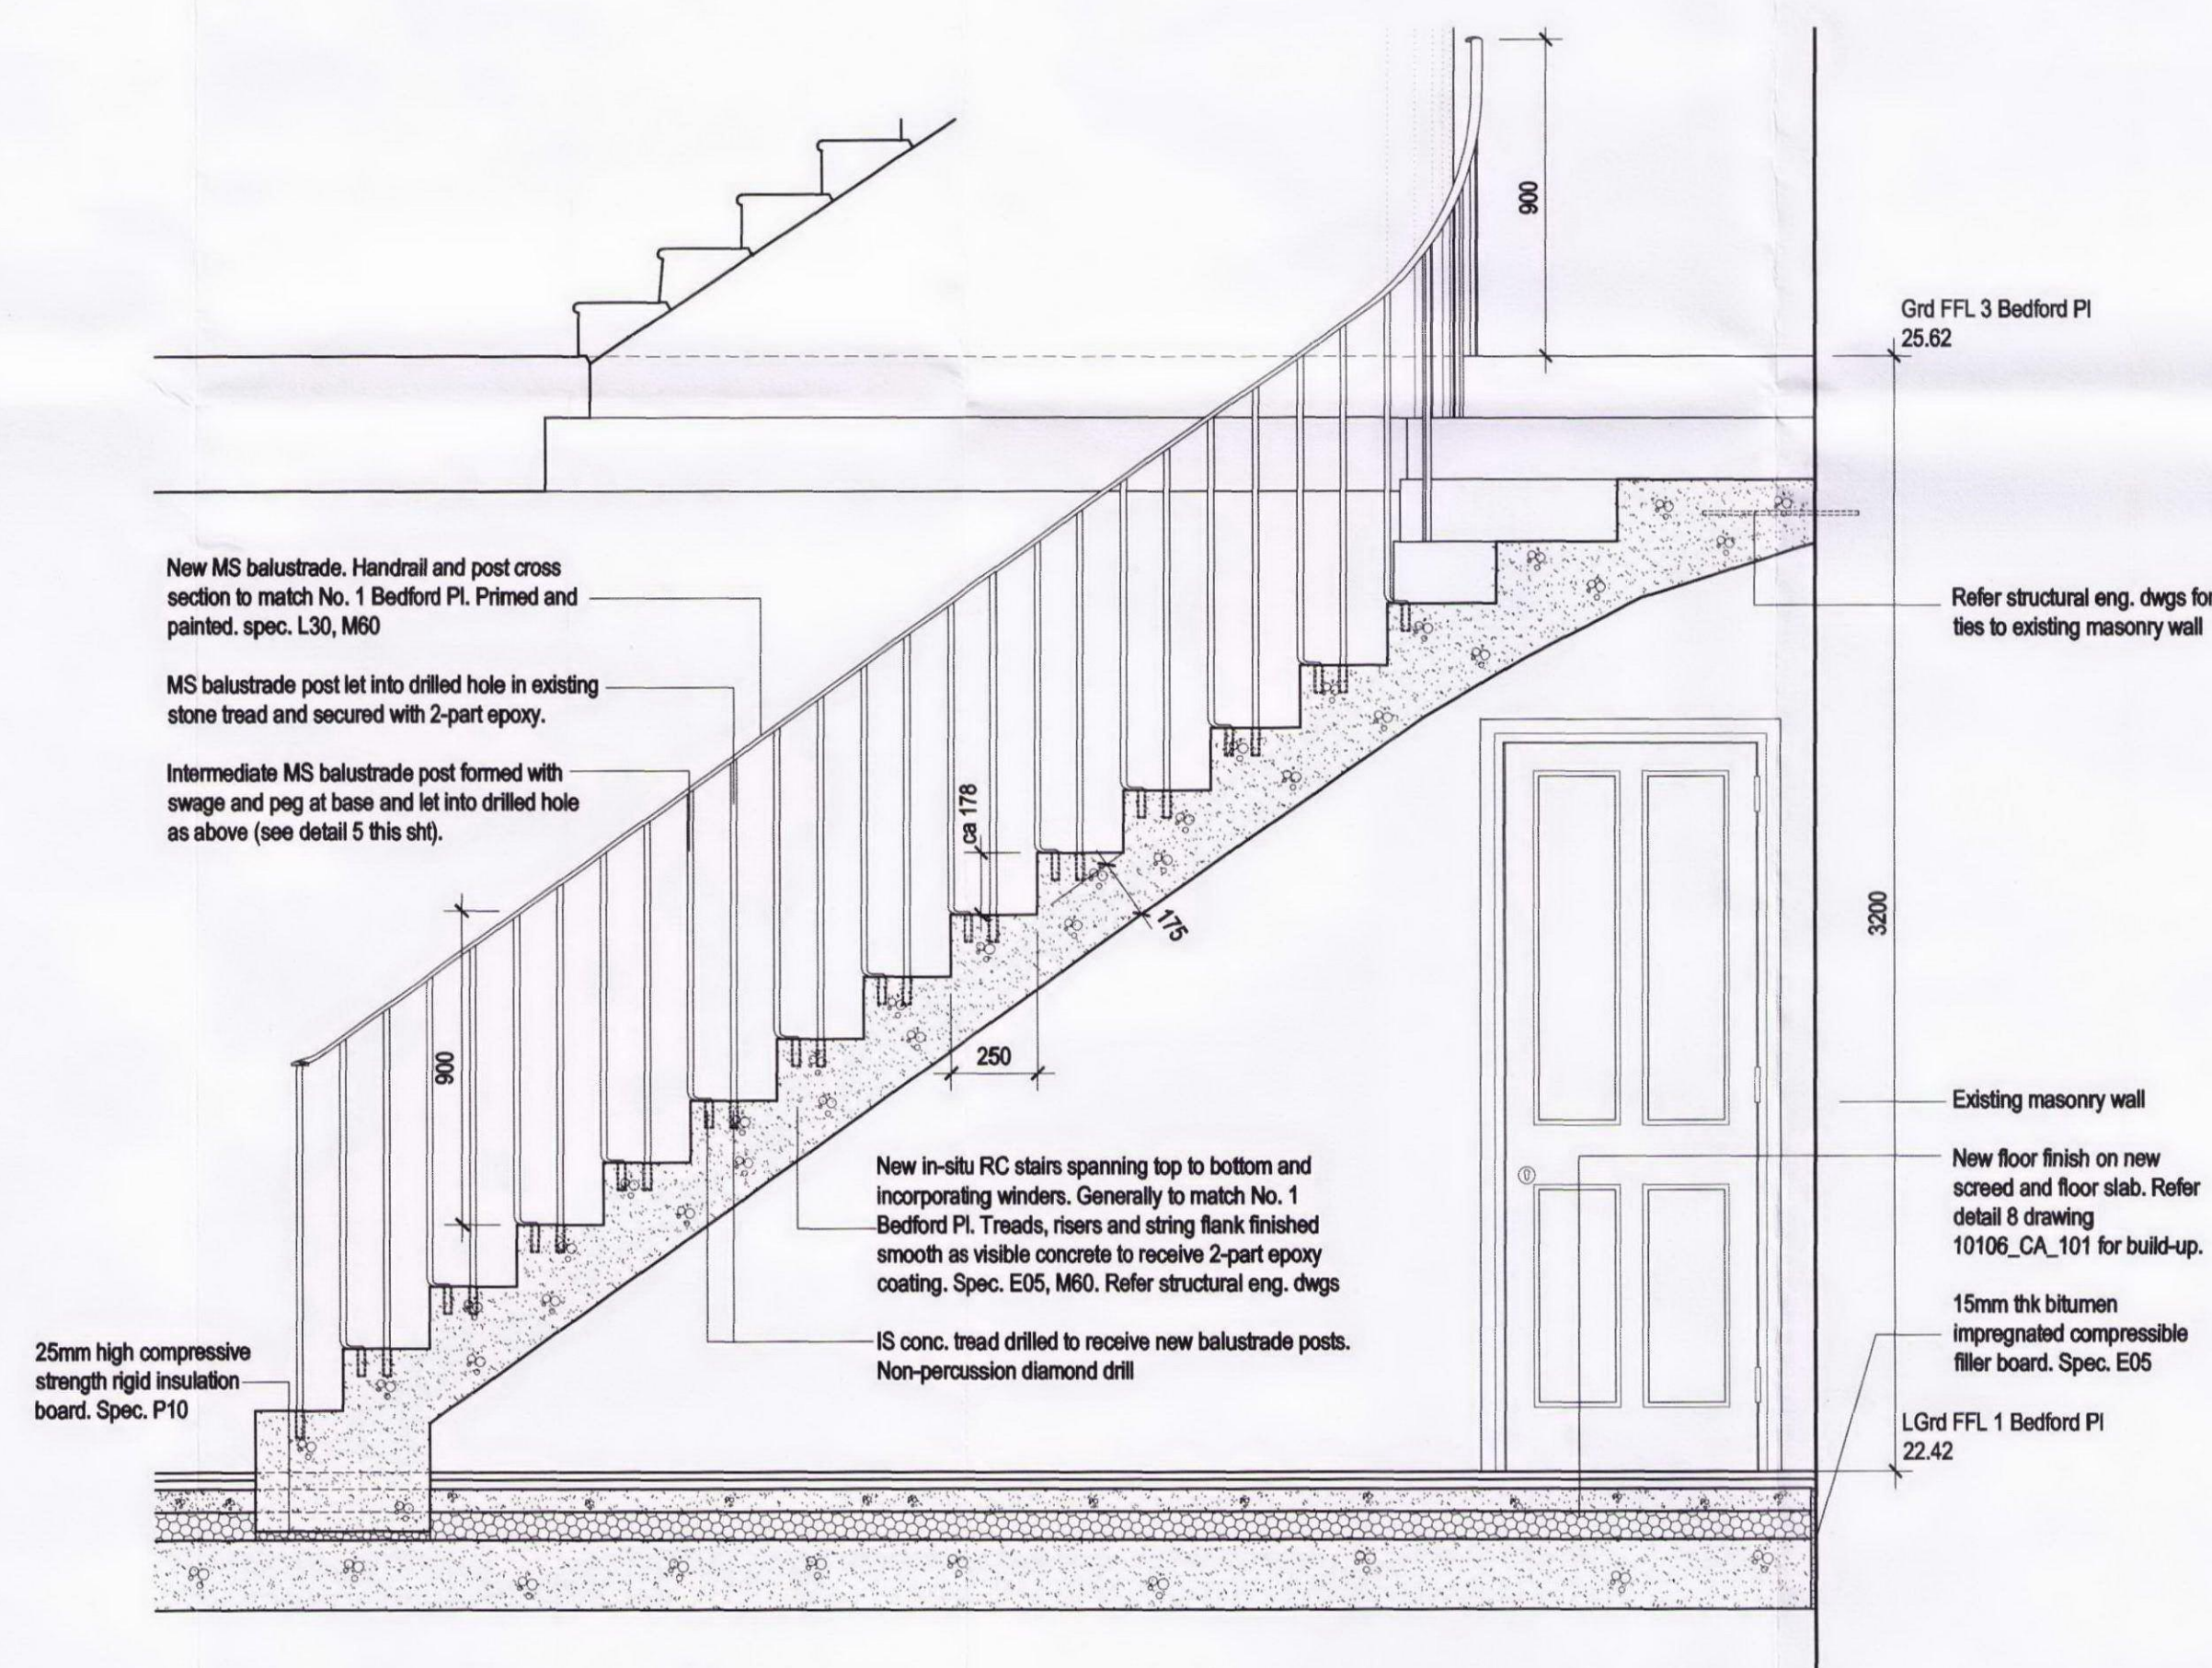 900
Grd FFL 3 Bedford Pl
25.62
New MS balustrade. Handrail and post cross
section to match No. 1 Bedford Pl. Primed and
painted. spec. L30, M60
MS balustrade post let into drilled hole in existing
stone tread and secured with 2-part epoxy.
Intermediate MS balustrade post formed with
swage and peg at base and let into drilled hole
as above (see detail 5 this sht).
Refer structural eng. dwgs for
ties to existing masonry wall
ca 178
175
3200
900
250
Existing masonry wall
New floor finish on new
screed and floor slab. Refer
detail 8 drawing
10106_CA_101 for build-up.
New in-situ RC stairs spanning top to bottom and
incorporating winders. Generally to match No. 1
Bedford Pl. Treads, risers and string flank finished
smooth as visible concrete to receive 2-part epoxy
coating. Spec. E05, M60. Refer structural eng. dwgs
IS conc. tread drilled to receive new balustrade posts.
Non-percussion diamond drill
15mm thk bitumen
impregnated compressible
filler board. Spec. E05
25mm high compressive
strength rigid insulation
board. Spec. P10
LGrd FFL 1 Bedford Pl
22.42